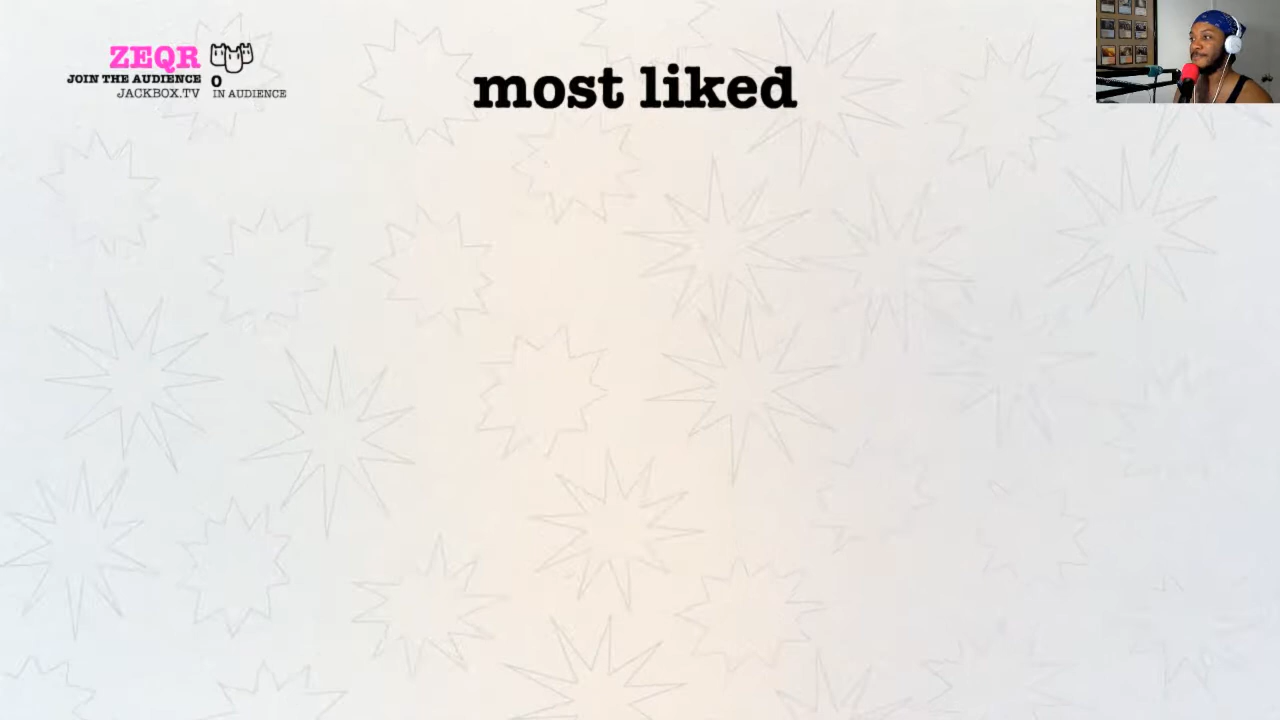 ZEQR
JOIN THE AUDIENCE
JACKBOX.TV
0
IN AUDIENCE
most liked